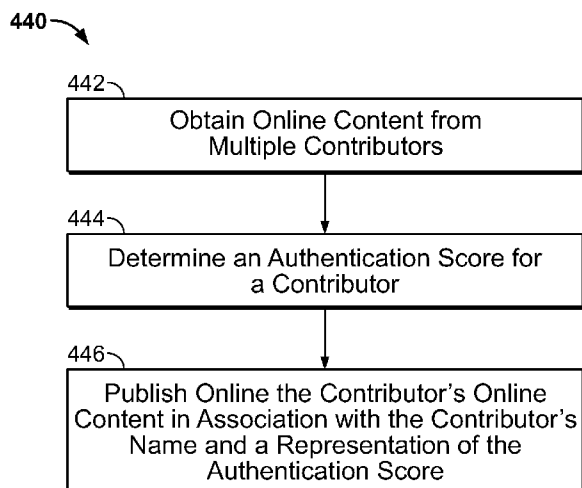 440
442
Obtain Online Content from
Multiple Contributors
444
Determine an Authentication Score for
a Contributor
446
Publish Online the Contributor's Online
Content in Association with the Contributor's
Name and a Representation of the
Authentication Score